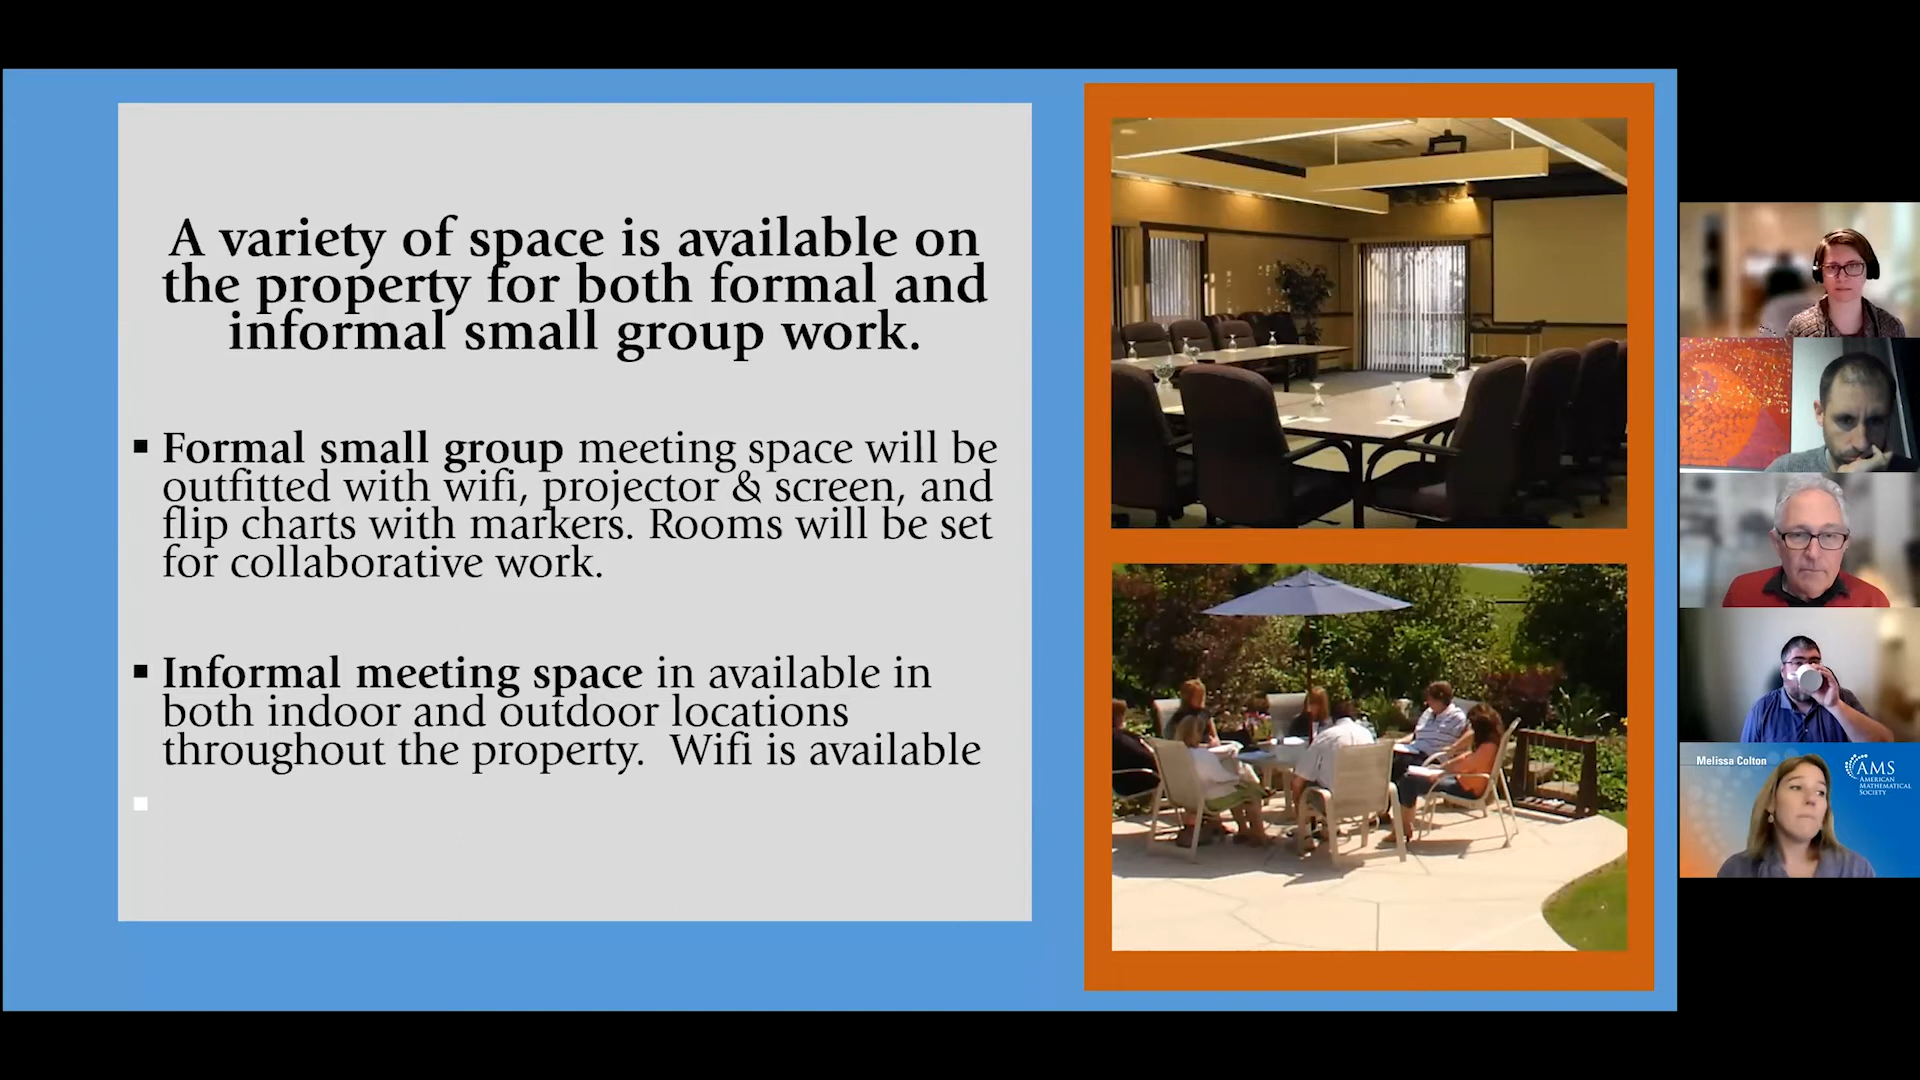 A variety of space is available on
the property for both formal and
informal small group work.
Formal small group meeting space will be
outfitted with wifi, projector & screen, and
flip charts with markers. Rooms will be set
for collaborative work.
Informal meeting space in available in
both indoor and outdoor locations
throughout the property.  Wifi is available
Melissa Colton
AMS
AMERICAN
MATHEMATICAL
SOCIETY